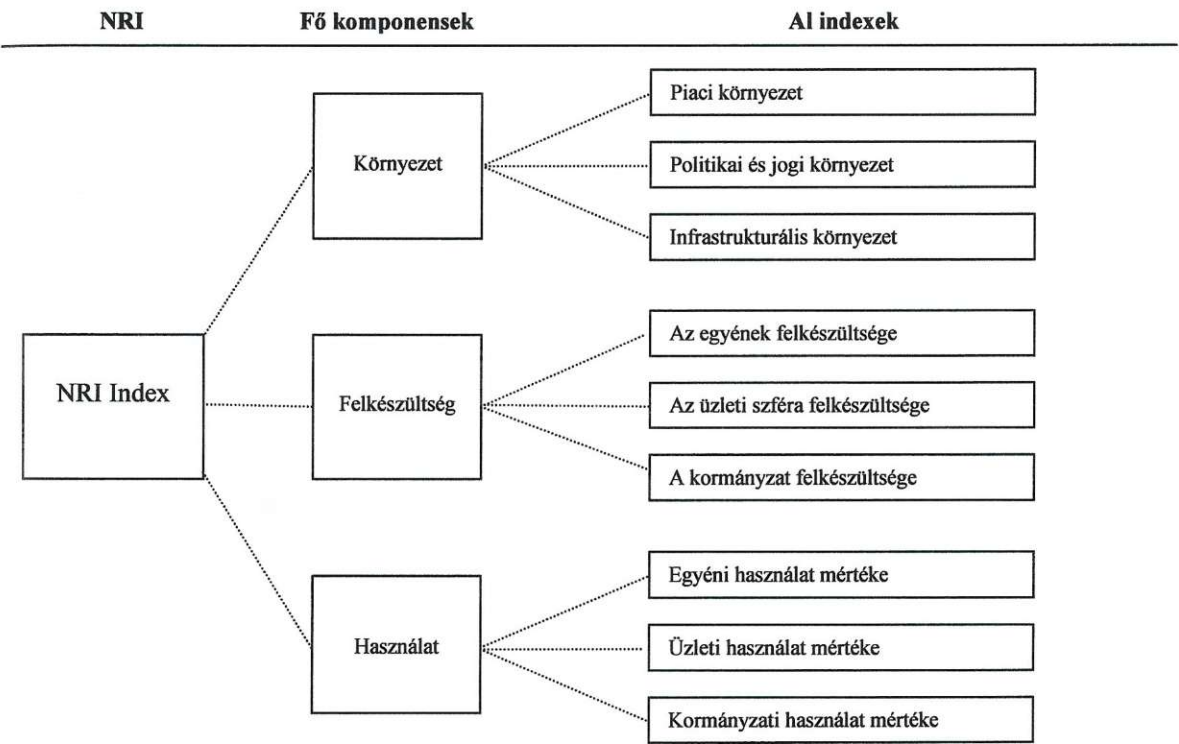 NRI Fő komponensek Al indexek
Piaci környezet
Környezet
Politikai és jogi környezet
Infrastrukturális környezet
NRI Index
Az egyének felkészültsége
Felkészültség
Az üzleti szféra felkészültsége
A kormányzat felkészültsége
Egyéni használat mértéke
Használat
Üzleti használat mértéke
Kormányzati használat mértéke